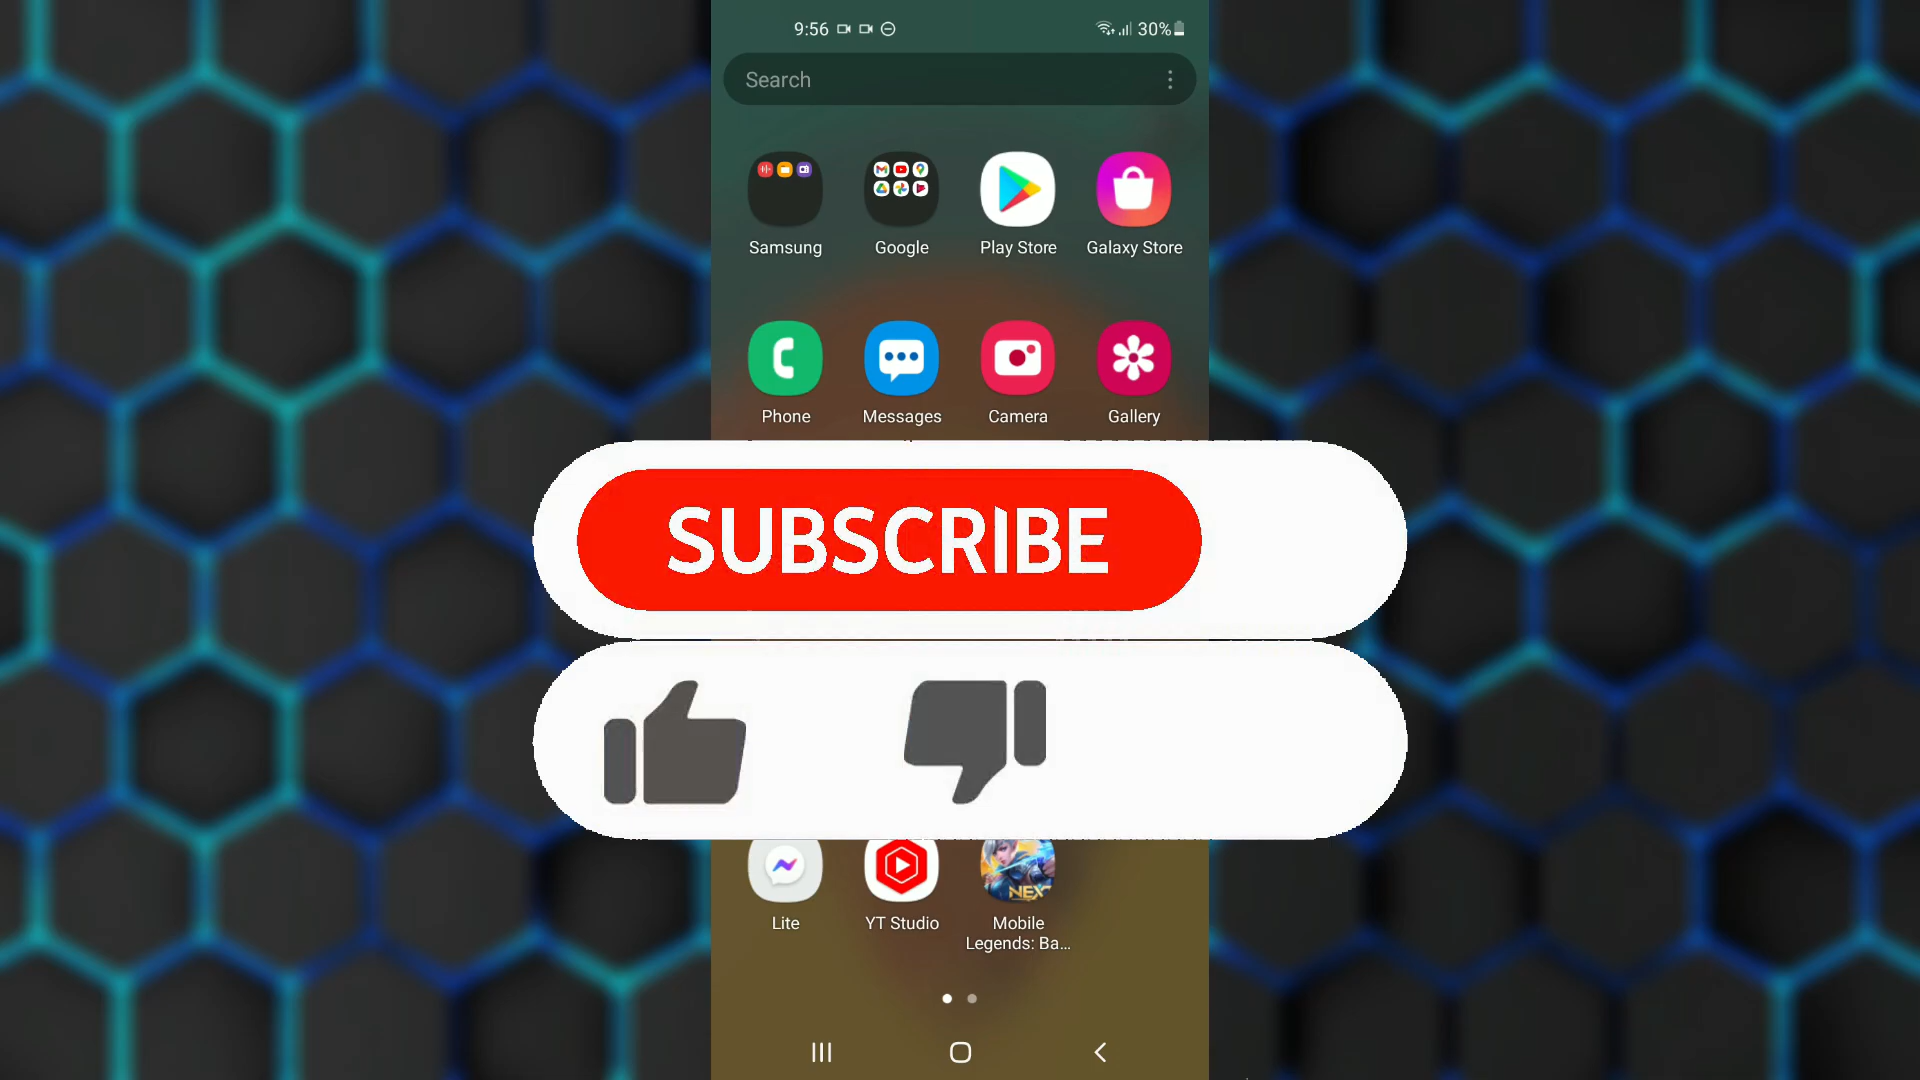 9:56
30%
Search
Samsung Google Play Store Galaxy Store
Phone Messages Camera Gallery
SUBSCRIBE
NEXT
Lite YT Studio Mobile
Legends: Ba...